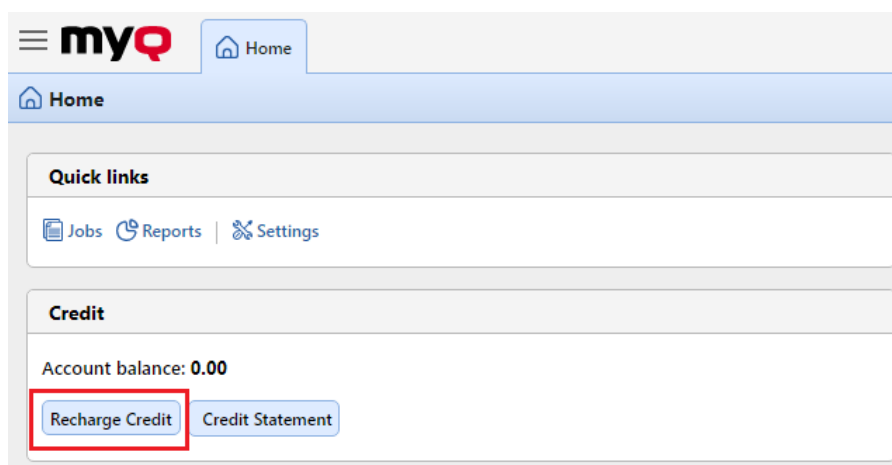 myQ Home
Home
Quick links
Jobs Reports | Settings
Credit
Account balance: 0.00
Recharge Credit Credit Statement